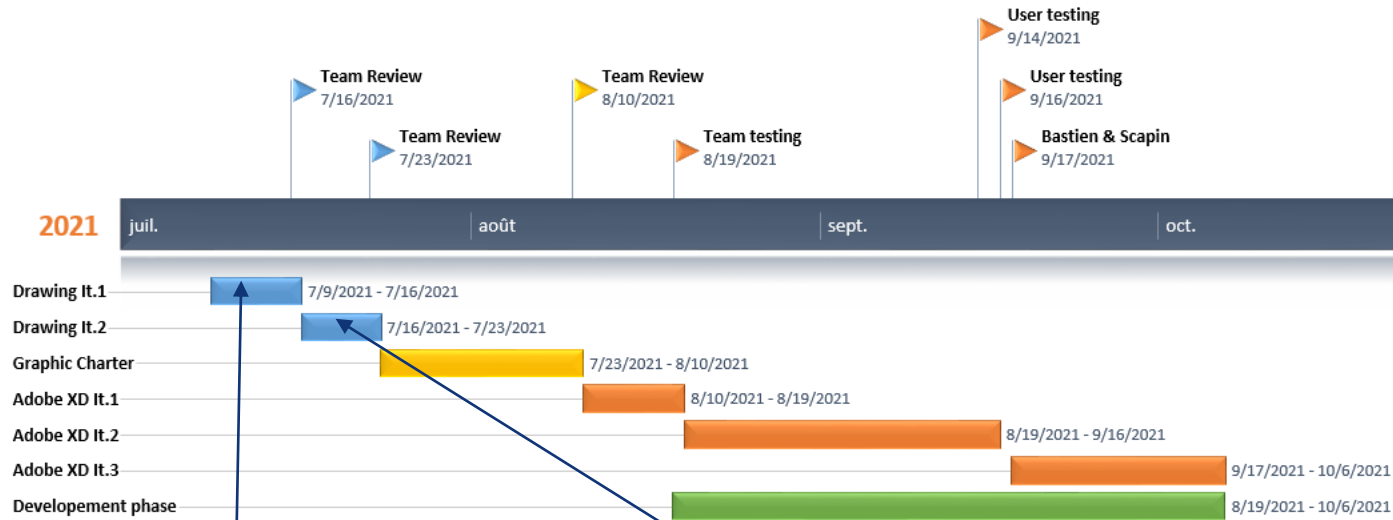 User testing
9/14/2021
Team Review
7/16/2021
Team Review
8/10/2021
User testing
9/16/2021
Team Review
7/23/2021
Team testing
8/19/2021
Bastien & Scapin
9/17/2021
2021 juil. août sept. oct.
Drawing It.1 7/9/2021 - 7/16/2021
Drawing It.2 7/16/2021 - 7/23/2021
Graphic Charter 7/23/2021 - 8/10/2021
Adobe XD It.1 8/10/2021 - 8/19/2021
Adobe XD It.2 8/19/2021 - 9/16/2021
Adobe XD It.3 9/17/2021 - 10/6/2021
Developement phase 8/19/2021 - 10/6/2021